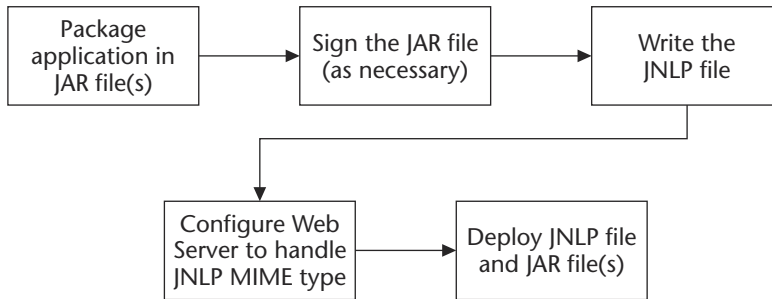 Package
application in
JAR file(s)
Sign the JAR file
(as necessary)
Write the
JNLP file
Configure Web
Server to handle
JNLP MIME type
Deploy JNLP file
and JAR file(s)